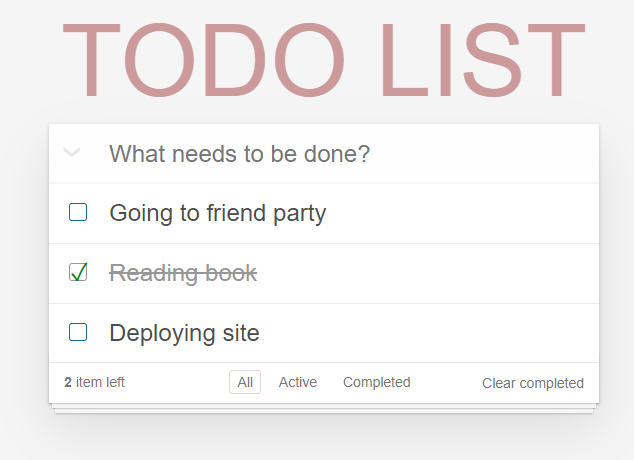 TODO LIST
What needs to be done?
Going to friend party
Reading book
Deploying site
2 item left All Active Completed Clear completed